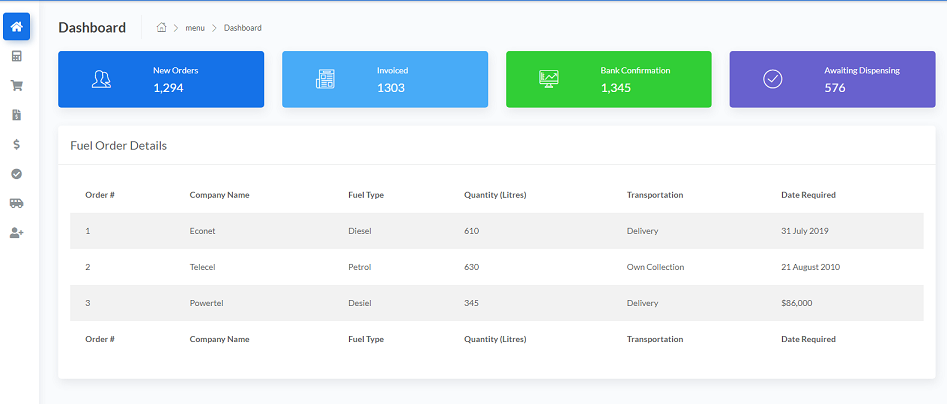 Dashboard
menu Dashboard
New Orders
1,294
Invoiced
1303
Bank Confirmation
1,345
Awaiting Dispensing
576
Fuel Order Details
Order # Company Name Fuel Type Quantity (Litres) Transportation Date Required
1 Econet Diesel 610 Delivery 31 July 2019
2 Telecel Petrol 630 Own Collection 21 August 2010
3 Powertel Desiel 345 Delivery $86,000
Order # Company Name Fuel Type Quantity (Litres) Transportation Date Required